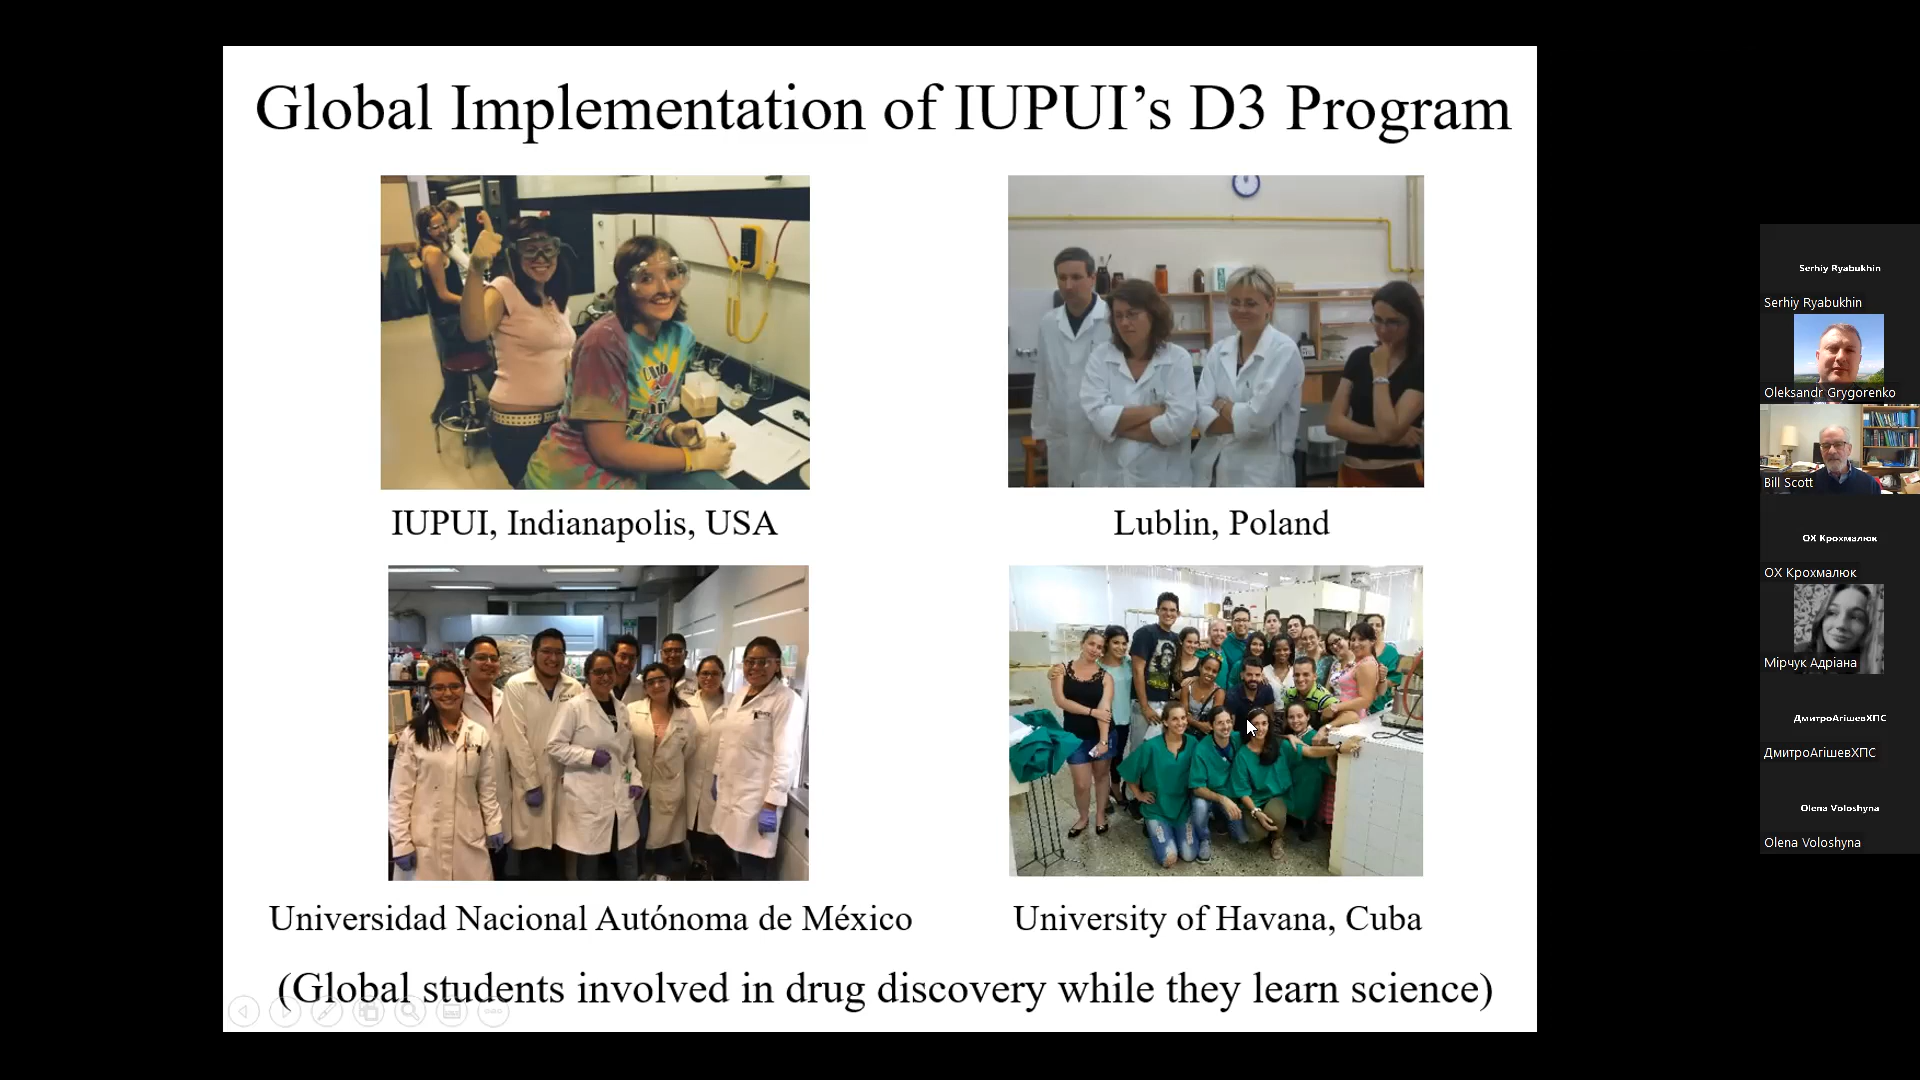 Global Implementation of IUPUI’s D3 Program
IUPUI, Indianapolis, USA
Lublin, Poland
Universidad Nacional Autónoma de México
University of Havana, Cuba
(Global students involved in drug discovery while they learn science)
Serhiy Ryabukhin
Serhiy Ryabukhin
Oleksandr Grygorenko
Bill Scott
ОХ Крохмалюк
ОХ Крохмалюк
Мірчук Адріана
ДмитроАгішевХПС
ДмитроАгішевХПС
Olena Voloshyna
Olena Voloshyna